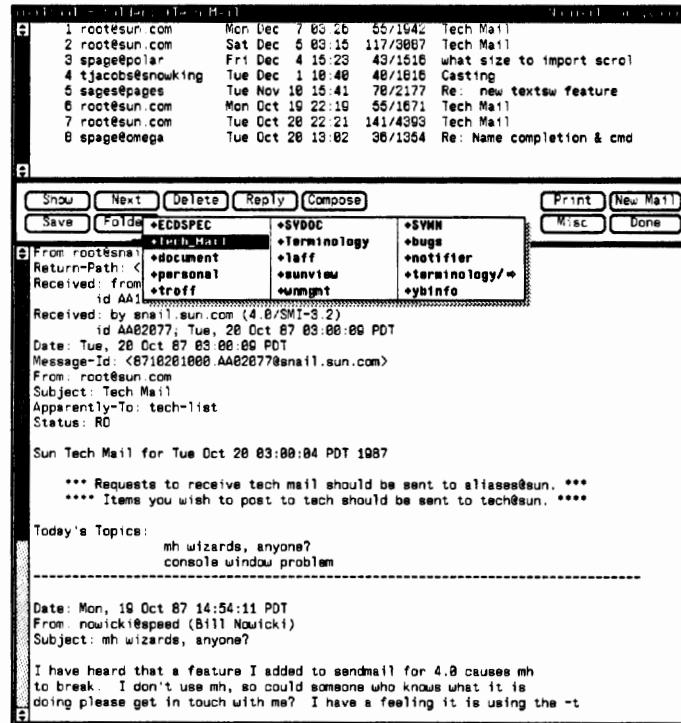 1 root@sun.com Mon Dec 7 03:26 55/1942 Tech Mail
2 root@sun.com Sat Dec 5 03:15 117/3087 Tech Mail
3 spage@polar Fri Dec 4 15:23 43/1516 what size to import scrol
4 tjacobs@snowking Tue Dec 1 10:40 40/1016 Casting
5 sages@pages Tue Nov 10 15:41 70/2177 Re: new textsw feature
6 root@sun.com Mon Oct 19 22:19 55/1671 Tech Mail
7 root@sun.com Tue Oct 20 22:21 141/4393 Tech Mail
8 spage@omega Tue Oct 20 13:02 36/1354 Re: Name completion & cmd
Show Next Delete Reply Compose Print New Mail
Save Folde Misc Done
+ECDSPEC +SYDOC +SYMN
+Tech_Mail +Terminology +bugs
+document +laff +notifier
+personal +sunview +terminology/⇒
+troff +wnmgmt +ybinfo
From root@snai
Return-Path: <
Received: from
id AA1
Received: by snail.sun.com (4.0/SMI-3.2)
id AA02077; Tue, 20 Oct 87 03:00:09 PDT
Date: Tue, 20 Oct 87 03:00:09 PDT
Message-Id: <8710201000.AA02077@snail.sun.com>
From: root@sun.com
Subject: Tech Mail
Apparently-To: tech-list
Status: RO
Sun Tech Mail for Tue Oct 20 03:00:04 PDT 1987
*** Requests to receive tech mail should be sent to aliases@sun. ***
**** Items you wish to post to tech should be sent to tech@sun. ****
Today's Topics:
mh wizards, anyone?
console window problem
--------------------------------------------------------------------------------
Date: Mon, 19 Oct 87 14:54:11 PDT
From: nowicki@speed (Bill Nowicki)
Subject: mh wizards, anyone?
I have heard that a feature I added to sendmail for 4.0 causes mh
to break. I don't use mh, so could someone who knows what it is
doing please get in touch with me? I have a feeling it is using the -t